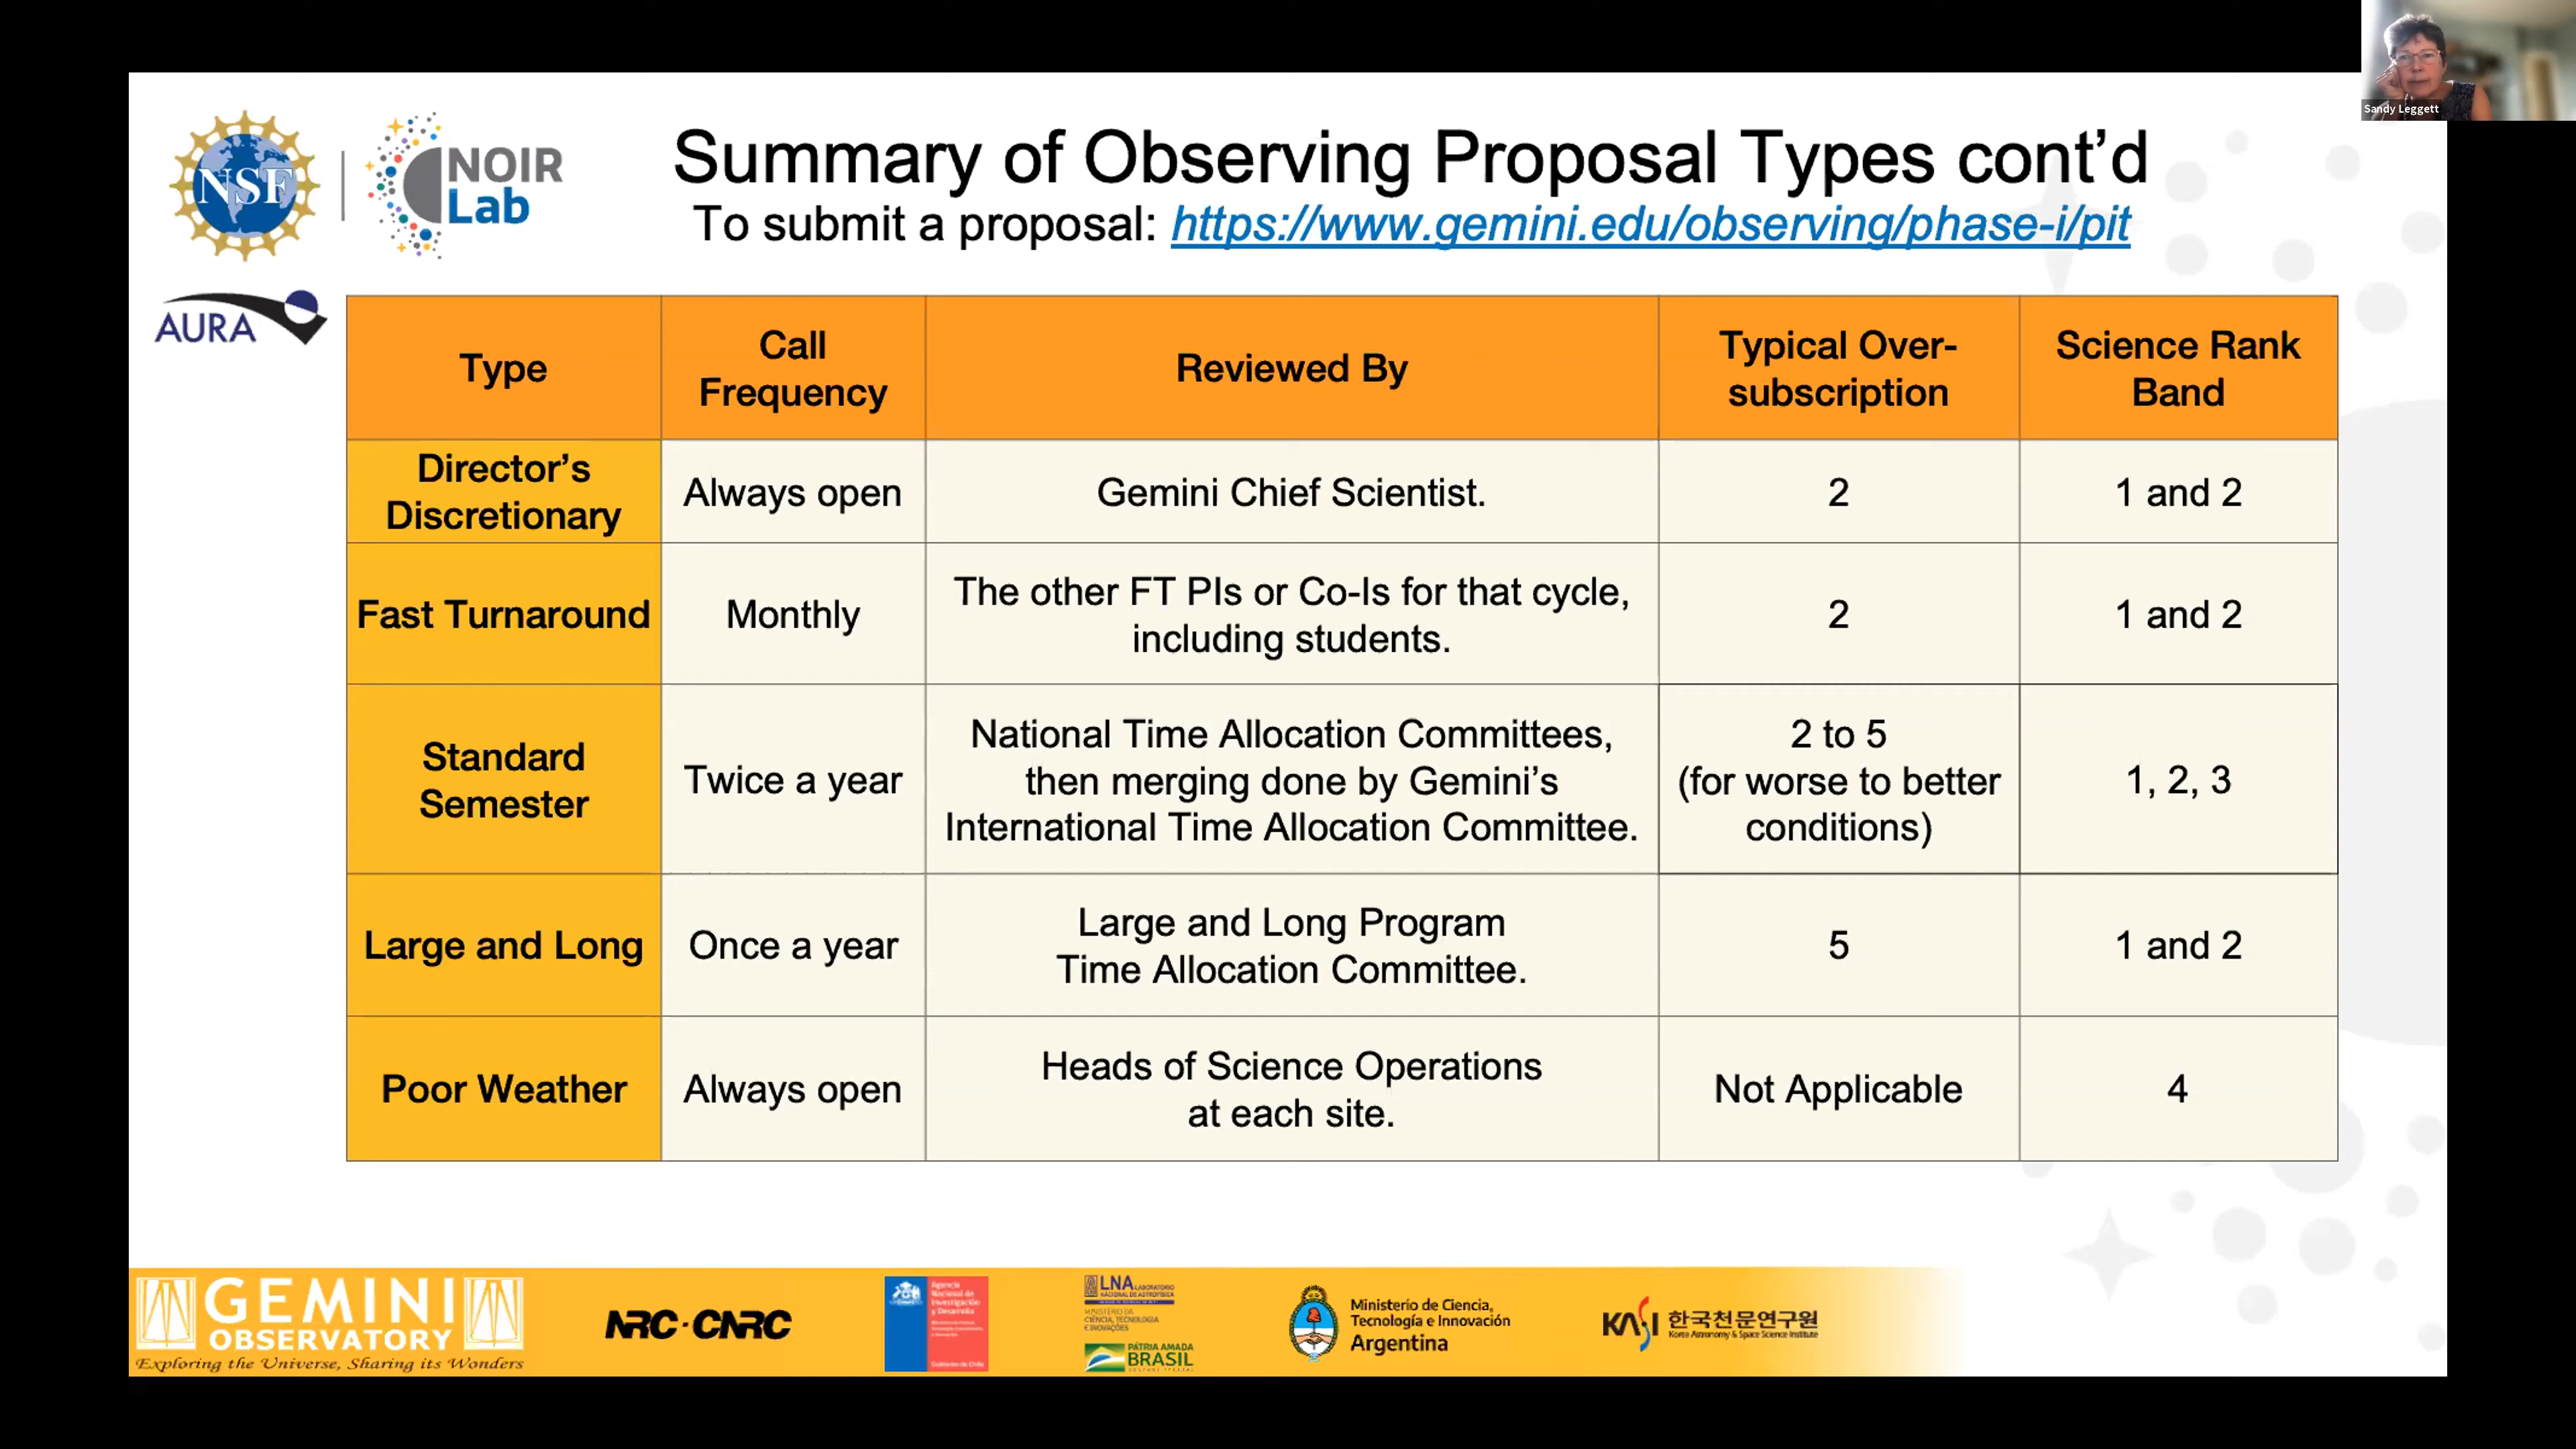 Sandy Leggett
NSF
NOIR
Lab
AURA
Summary of Observing Proposal Types cont’d
To submit a proposal: https://www.gemini.edu/observing/phase-i/pit
Type
Call
Frequency
Reviewed By
Typical Over-
subscription
Science Rank
Band
Director’s
Discretionary
Always open
Gemini Chief Scientist.
2
1 and 2
Fast Turnaround
Monthly
The other FT PIs or Co-Is for that cycle,
including students.
2
1 and 2
Standard
Semester
Twice a year
National Time Allocation Committees,
then merging done by Gemini’s
International Time Allocation Committee.
2 to 5
(for worse to better
conditions)
1, 2, 3
Large and Long
Once a year
Large and Long Program
Time Allocation Committee.
5
1 and 2
Poor Weather
Always open
Heads of Science Operations
at each site.
Not Applicable
4
GEMINI
OBSERVATORY
Exploring the Universe, Sharing its Wonders
NRC·CNRC
Agencia
Nacional de
Investigación
y Desarrollo
Gobierno de Chile
LNA LABORATÓRIO
NACIONAL DE ASTROFÍSICA
MINISTÉRIO DA
CIÊNCIA, TECNOLOGIA
E INOVAÇÕES
PÁTRIA AMADA
BRASIL
Ministerio de Ciencia,
Tecnología e Innovación
Argentina
KASI 한국천문연구원
Korea Astronomy & Space Science Institute